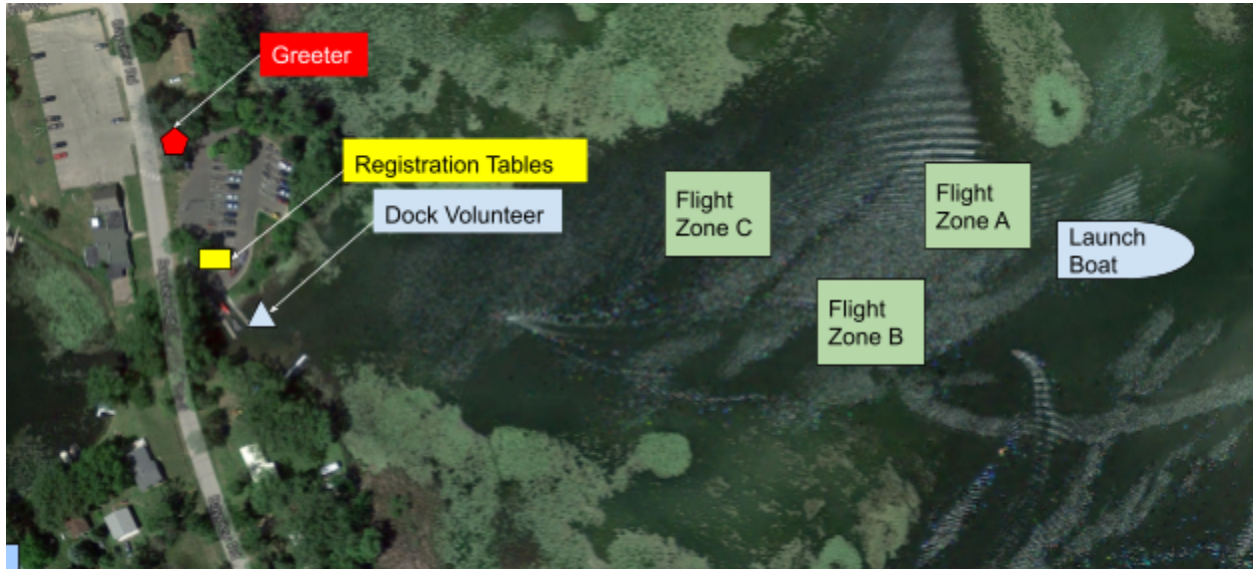 Greeter
Registration Tables
Dock Volunteer
Flight
Zone C
Flight
Zone A
Launch
Boat
Flight
Zone B